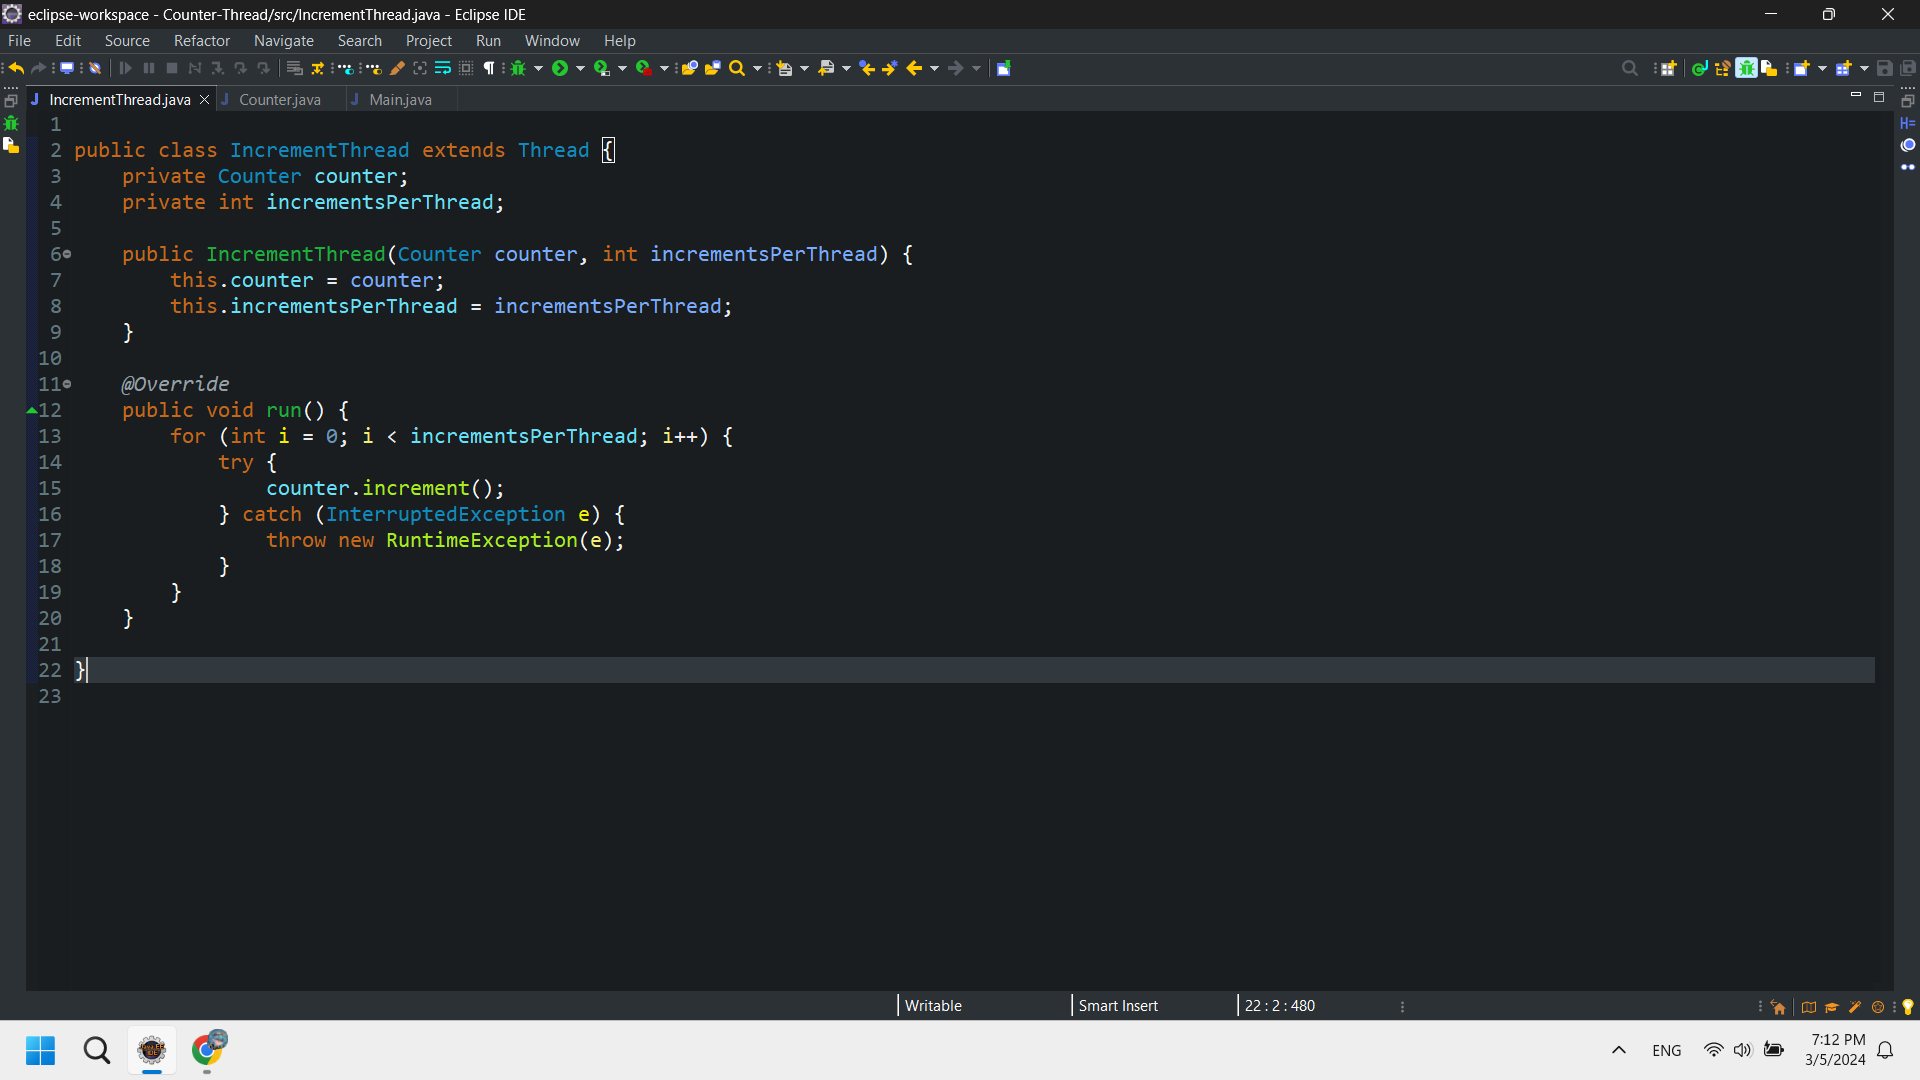 eclipse-workspace - Counter-Thread/src/IncrementThread.java - Eclipse IDE
File Edit Source Refactor Navigate Search Project Run Window Help
IncrementThread.java Counter.java Main.java
1
2 public class IncrementThread extends Thread {
3     private Counter counter;
4     private int incrementsPerThread;
5
6     public IncrementThread(Counter counter, int incrementsPerThread) {
7         this.counter = counter;
8         this.incrementsPerThread = incrementsPerThread;
9     }
10
11     @Override
12     public void run() {
13         for (int i = 0; i < incrementsPerThread; i++) {
14             try {
15                 counter.increment();
16             } catch (InterruptedException e) {
17                 throw new RuntimeException(e);
18             }
19         }
20     }
21
22 }
23
Writable Smart Insert 22 : 2 : 480
ENG 7:12 PM
3/5/2024